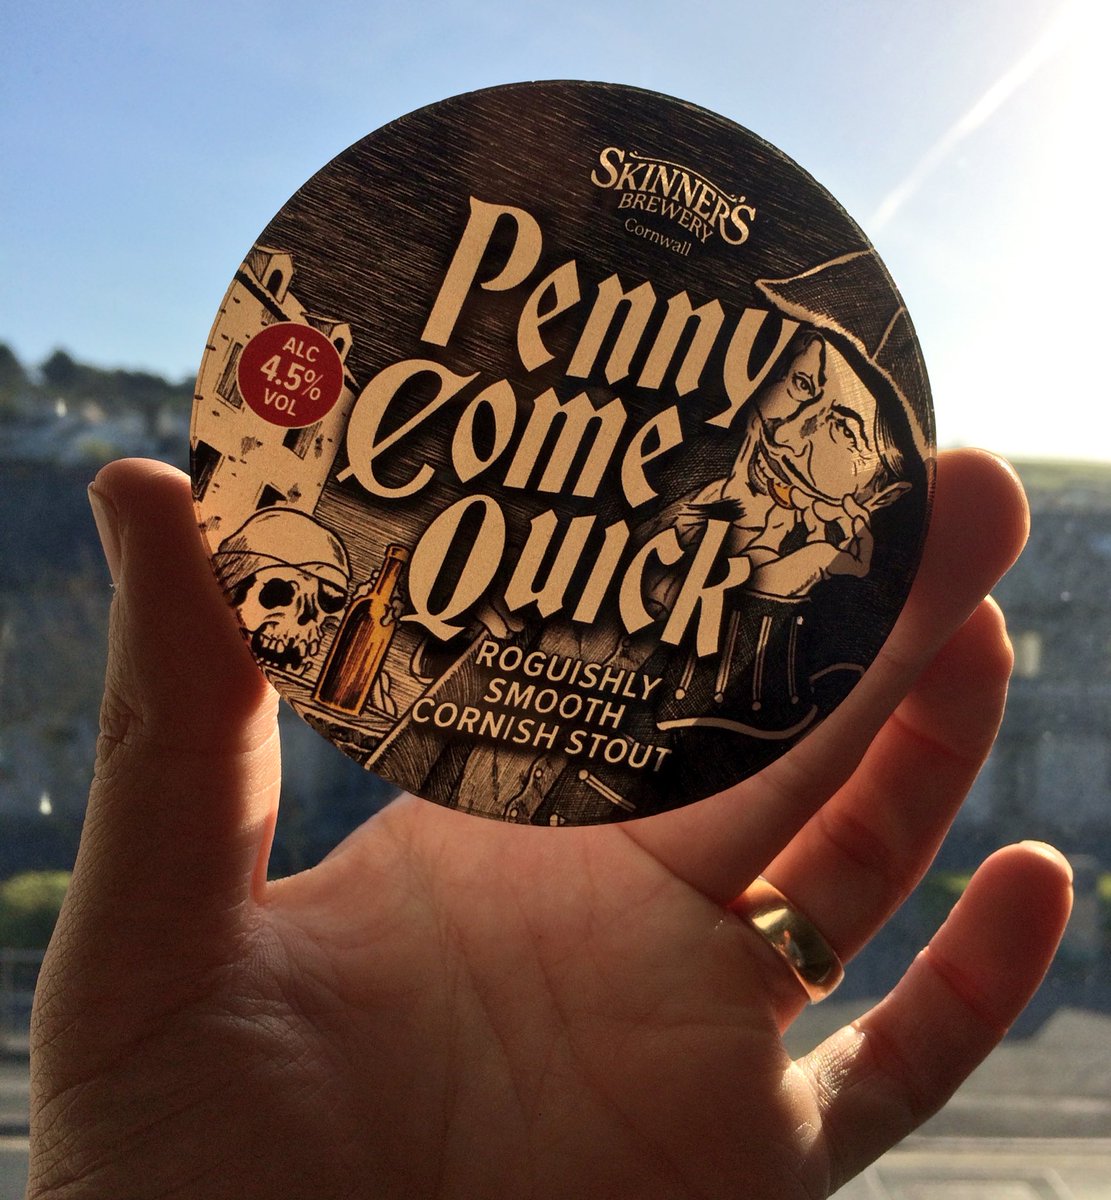 SKINNER'S
BREWERY
Cornwall
Penny
Come
Quick
ALC
4.5%
VOL
ROGUISHLY
SMOOTH
CORNISH STOUT